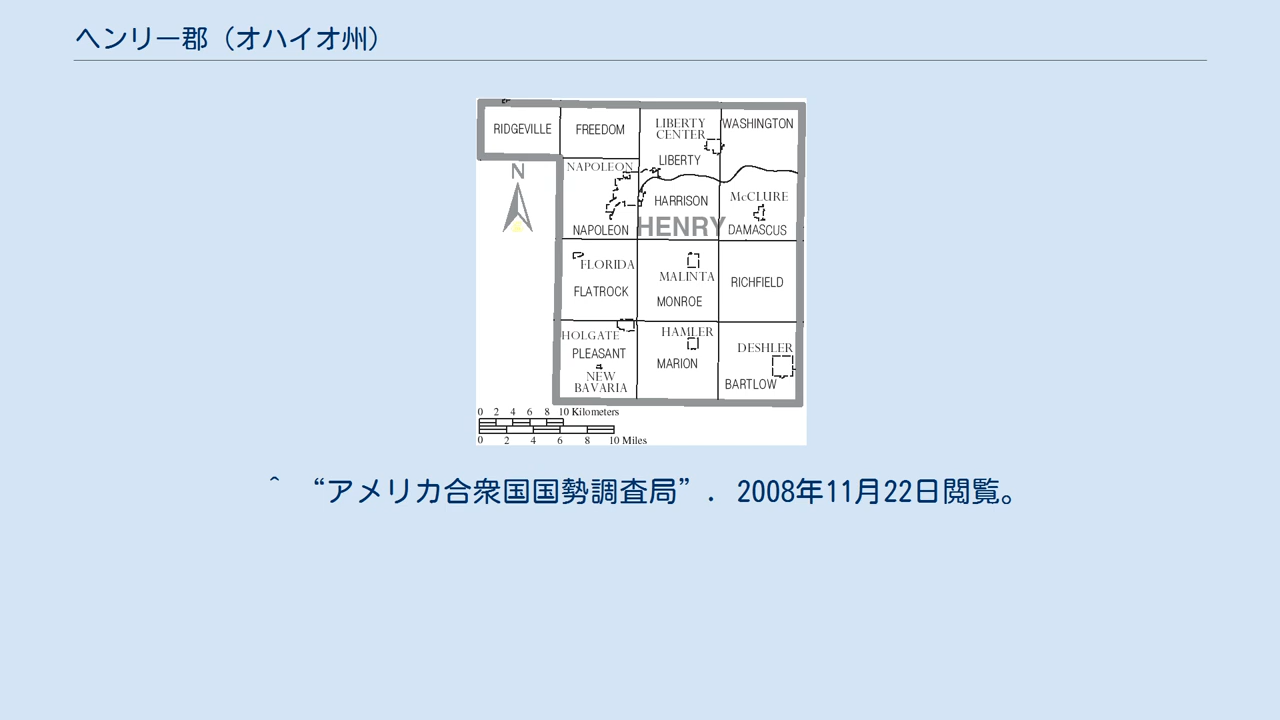 ヘンリー郡（オハイオ州）
RIDGEVILLE
FREEDOM
LIBERTY
CENTER
WASHINGTON
LIBERTY
NAPOLEON
N
HARRISON
McCLURE
HENRY
NAPOLEON
DAMASCUS
FLORIDA
MALINTA
FLATROCK
MONROE
RICHFIELD
HOLGATE
HAMLER
PLEASANT
MARION
DESHLER
NEW
BAVARIA
BARTLOW
0 2 4 6 8 10 Kilometers
0 2 4 6 8 10 Miles
^ “アメリカ合衆国国勢調査局”. 2008年11月22日閲覧。